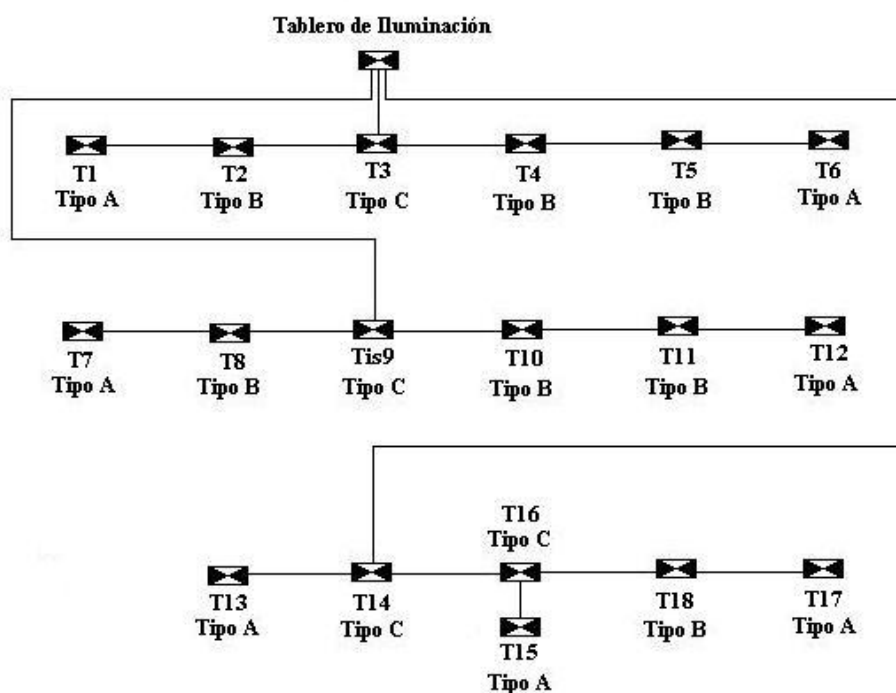 Tablero de Iluminación
T1 T2 T3 T4 T5 T6
Tipo A Tipo B Tipo C Tipo B Tipo B Tipo A
T7 T8 Tis9 T10 T11 T12
Tipo A Tipo B Tipo C Tipo B Tipo B Tipo A
T16
Tipo C
T13 T14 T18 T17
Tipo A Tipo C Tipo B Tipo A
T15
Tipo A